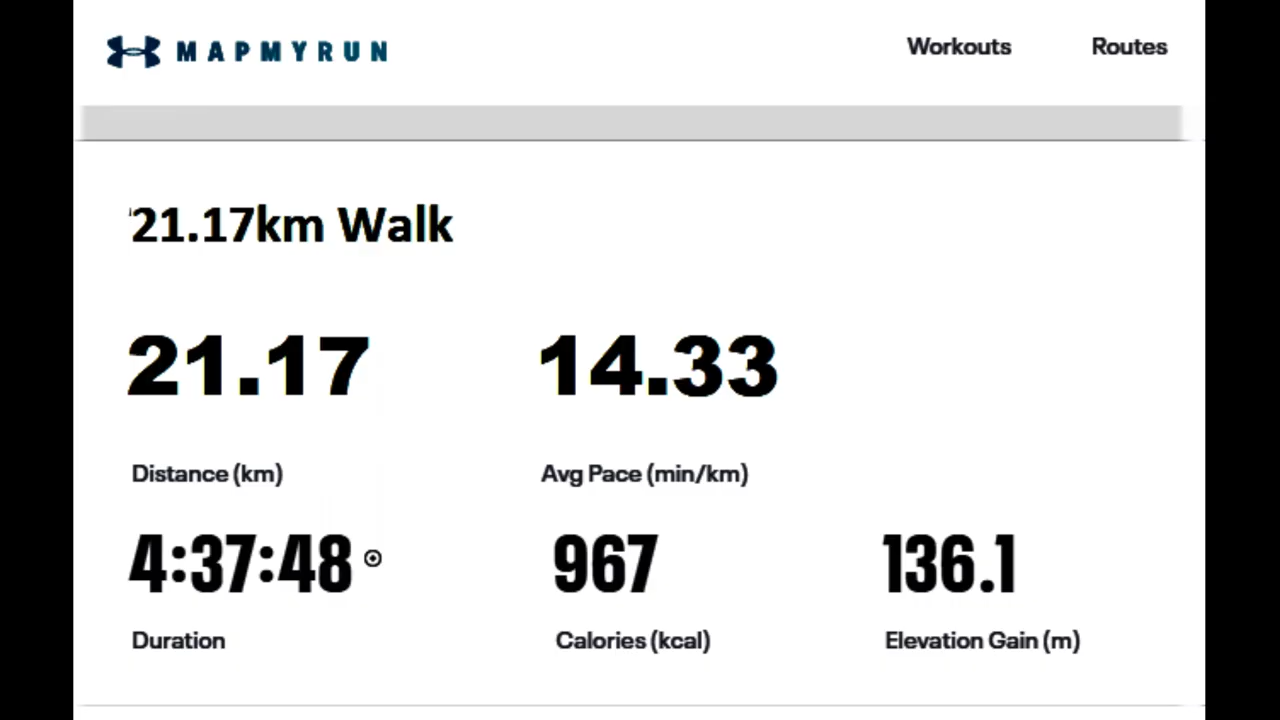 MAPMYRUN Workouts Routes
21.17km Walk
21.17 14.33
Distance (km) Avg Pace (min/km)
4:37:48 967 136.1
Duration Calories (kcal) Elevation Gain (m)